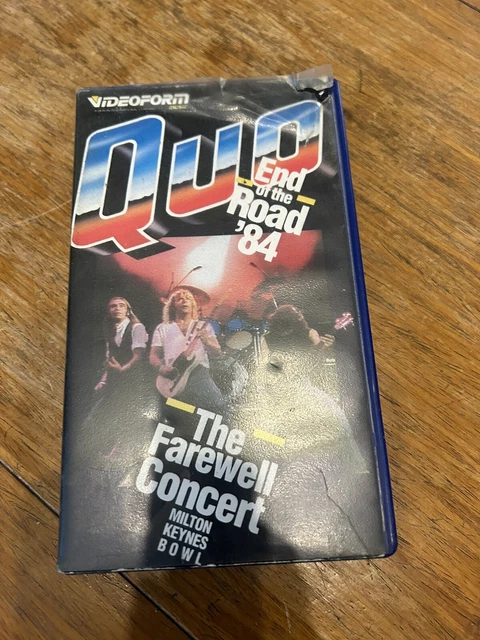 VIDEOFORM
QUO
End
of the
Road
'84
The
Farewell
Concert
MILTON
KEYNES
BOWL